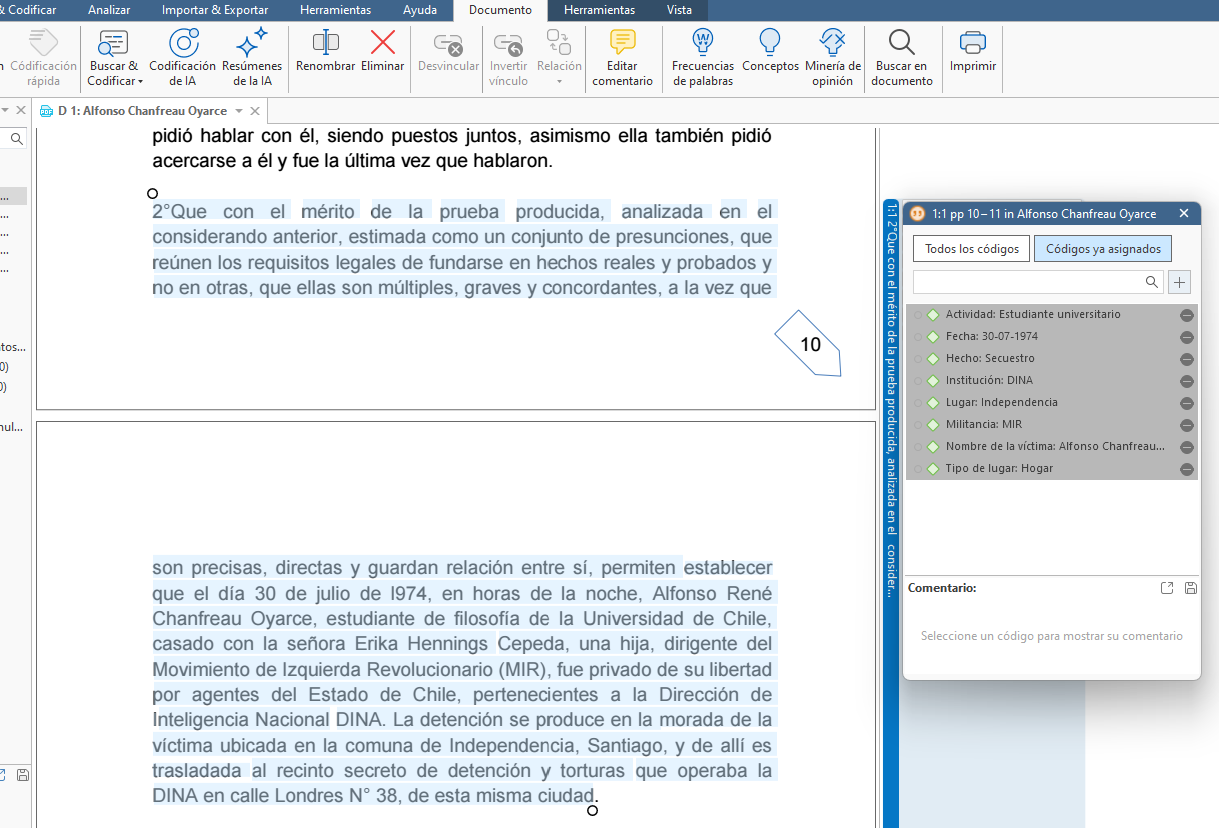 & Codificar Analizar Importar & Exportar Herramientas Ayuda Documento Herramientas Vista
n Códificación rápida
Buscar & Codificar
Codificación de IA
Resúmenes de la IA
Renombrar
Eliminar
Desvincular
Invertir vínculo
Relación
Editar comentario
Frecuencias de palabras
Conceptos
Minería de opinión
Buscar en documento
Imprimir
D 1: Alfonso Chanfreau Oyarce
...
...
...
...
...
tos...
0)
0)
nul...
pidió hablar con él, siendo puestos juntos, asimismo ella también pidió
acercarse a él y fue la última vez que hablaron.
2°Que con el mérito de la prueba producida, analizada en el
considerando anterior, estimada como un conjunto de presunciones, que
reúnen los requisitos legales de fundarse en hechos reales y probados y
no en otras, que ellas son múltiples, graves y concordantes, a la vez que
10
son precisas, directas y guardan relación entre sí, permiten establecer
que el día 30 de julio de l974, en horas de la noche, Alfonso René
Chanfreau Oyarce, estudiante de filosofía de la Universidad de Chile,
casado con la señora Erika Hennings Cepeda, una hija, dirigente del
Movimiento de Izquierda Revolucionario (MIR), fue privado de su libertad
por agentes del Estado de Chile, pertenecientes a la Dirección de
Inteligencia Nacional DINA. La detención se produce en la morada de la
víctima ubicada en la comuna de Independencia, Santiago, y de allí es
trasladada al recinto secreto de detención y torturas que operaba la
DINA en calle Londres N° 38, de esta misma ciudad.
1:1 2°Que con el mérito de la prueba producida, analizada en el consider...
1:1 pp 10–11 in Alfonso Chanfreau Oyarce
Todos los códigos
Códigos ya asignados
Actividad: Estudiante universitario
Fecha: 30-07-1974
Hecho: Secuestro
Institución: DINA
Lugar: Independencia
Militancia: MIR
Nombre de la víctima: Alfonso Chanfreau...
Tipo de lugar: Hogar
Comentario:
Seleccione un código para mostrar su comentario